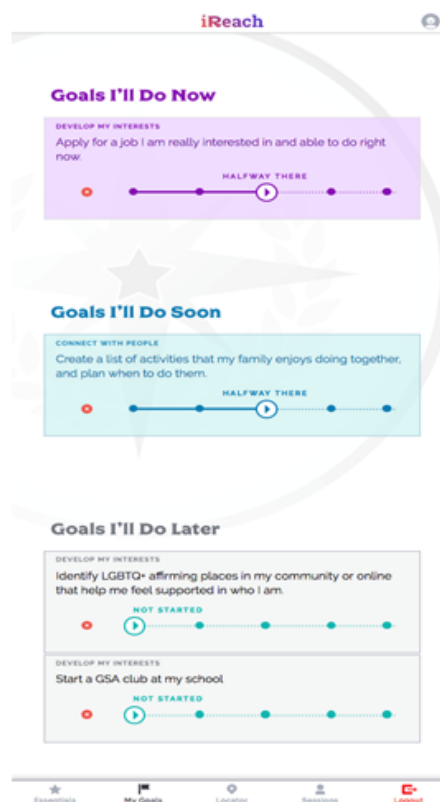 iReach
Goals I'll Do Now
DEVELOP MY INTERESTS
Apply for a job I am really interested in and able to do right
now.
HALFWAY THERE
Goals I'll Do Soon
CONNECT WITH PEOPLE
Create a list of activities that my family enjoys doing together,
and plan when to do them.
HALFWAY THERE
Goals I'll Do Later
DEVELOP MY INTERESTS
Identify LGBTQ+ affirming places in my community or online
that help me feel supported in who I am.
NOT STARTED
DEVELOP MY INTERESTS
Start a GSA club at my school
NOT STARTED
Essentials My Goals Locator Sessions Logout